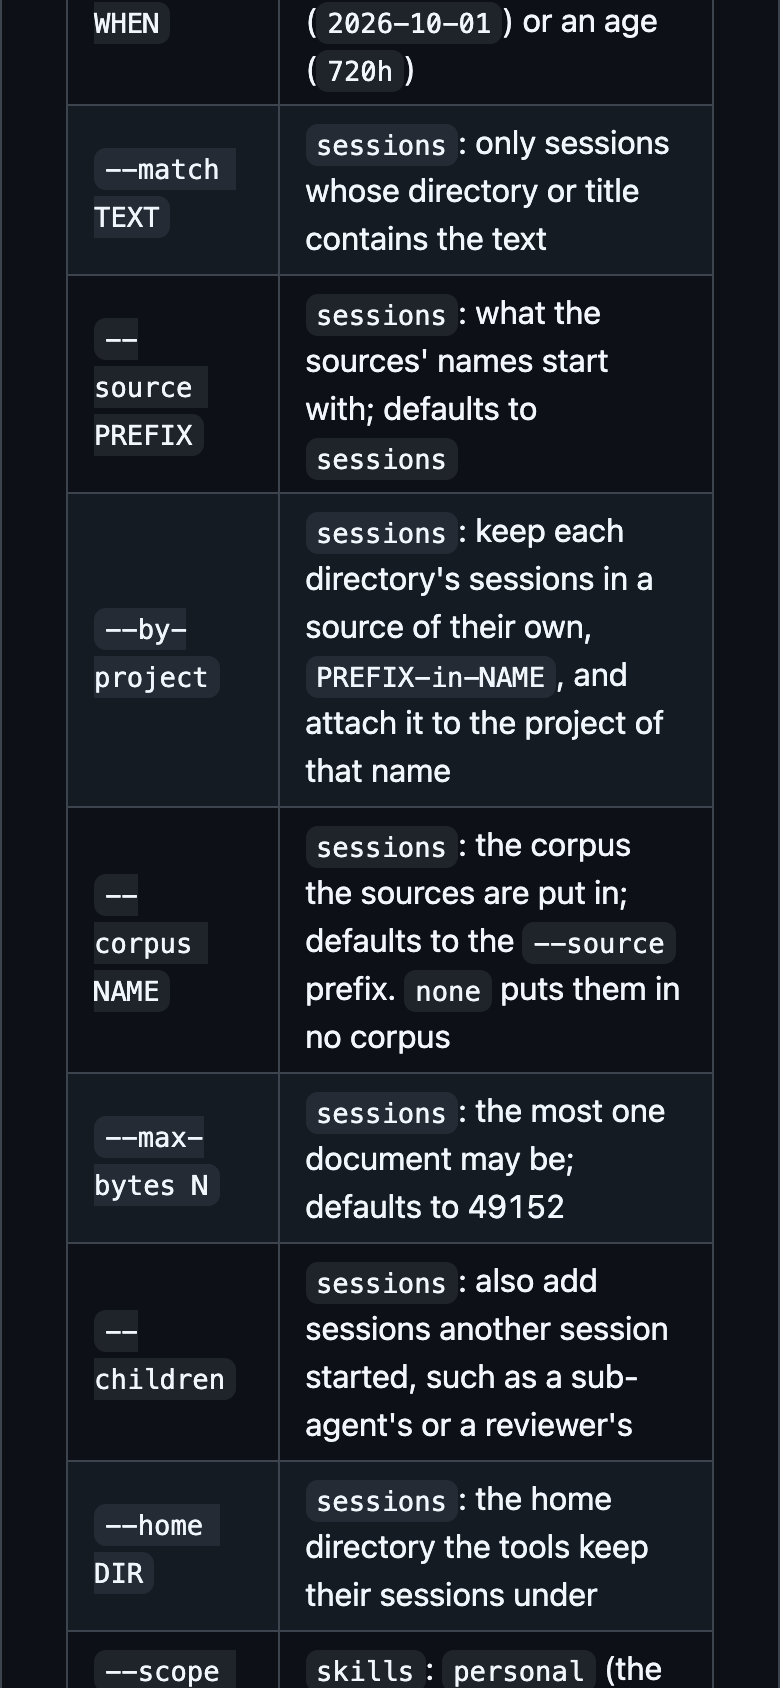 WHEN
(2026-10-01) or an age
(720h)
--match
TEXT
sessions: only sessions
whose directory or title
contains the text
--
source
PREFIX
sessions: what the
sources' names start
with; defaults to
sessions
--by-
project
sessions: keep each
directory's sessions in a
source of their own,
PREFIX-in-NAME, and
attach it to the project of
that name
--
corpus
NAME
sessions: the corpus
the sources are put in;
defaults to the --source
prefix. none puts them in
no corpus
--max-
bytes N
sessions: the most one
document may be;
defaults to 49152
--
children
sessions: also add
sessions another session
started, such as a sub-
agent's or a reviewer's
--home
DIR
sessions: the home
directory the tools keep
their sessions under
--scope
skills: personal (the